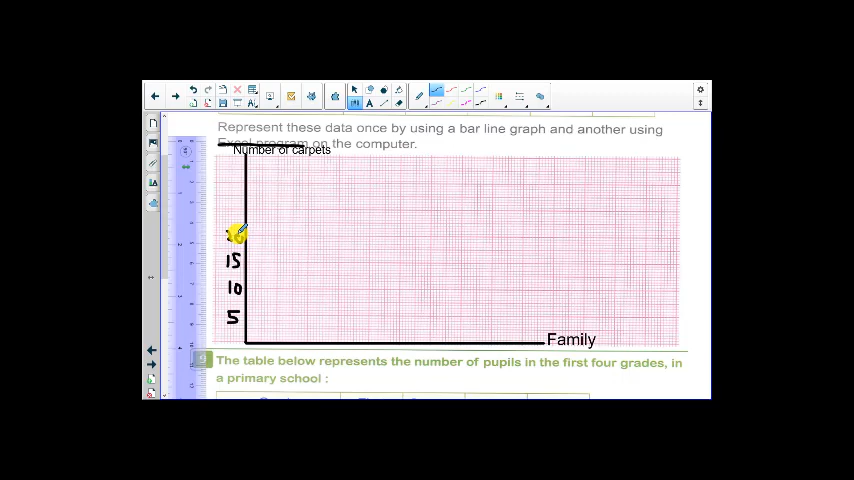 Represent these data once by using a bar line graph and another using
Excel program on the computer.
Number of carpets
20
15
10
5
Family
9 The table below represents the number of pupils in the first four grades, in
a primary school :